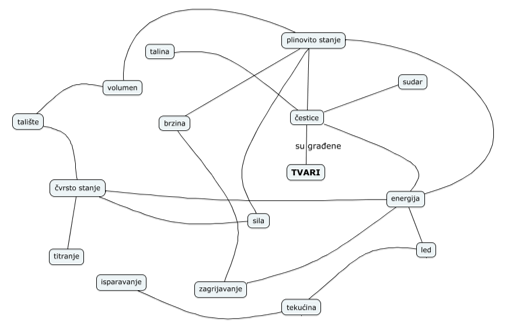 plinovito stanje
talina
sudar
volumen
čestice
talište
brzina
su građene
TVARI
čvrsto stanje
energija
sila
led
titranje
isparavanje
zagrijavanje
tekućina